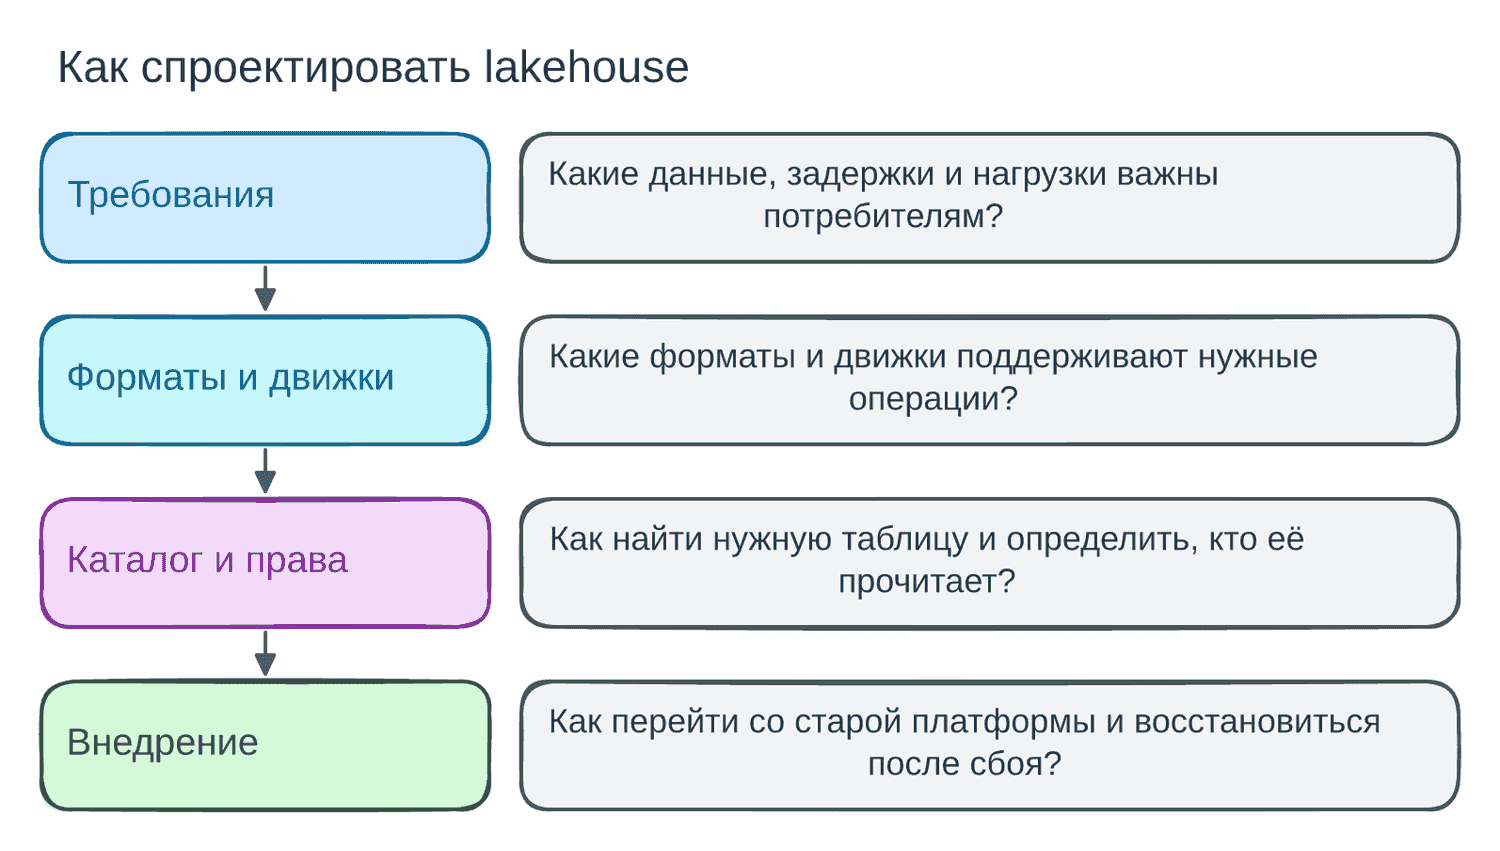 Как спроектировать lakehouse
Требования
Какие данные, задержки и нагрузки важны
потребителям?
Форматы и движки
Какие форматы и движки поддерживают нужные
операции?
Каталог и права
Как найти нужную таблицу и определить, кто её
прочитает?
Внедрение
Как перейти со старой платформы и восстановиться
после сбоя?